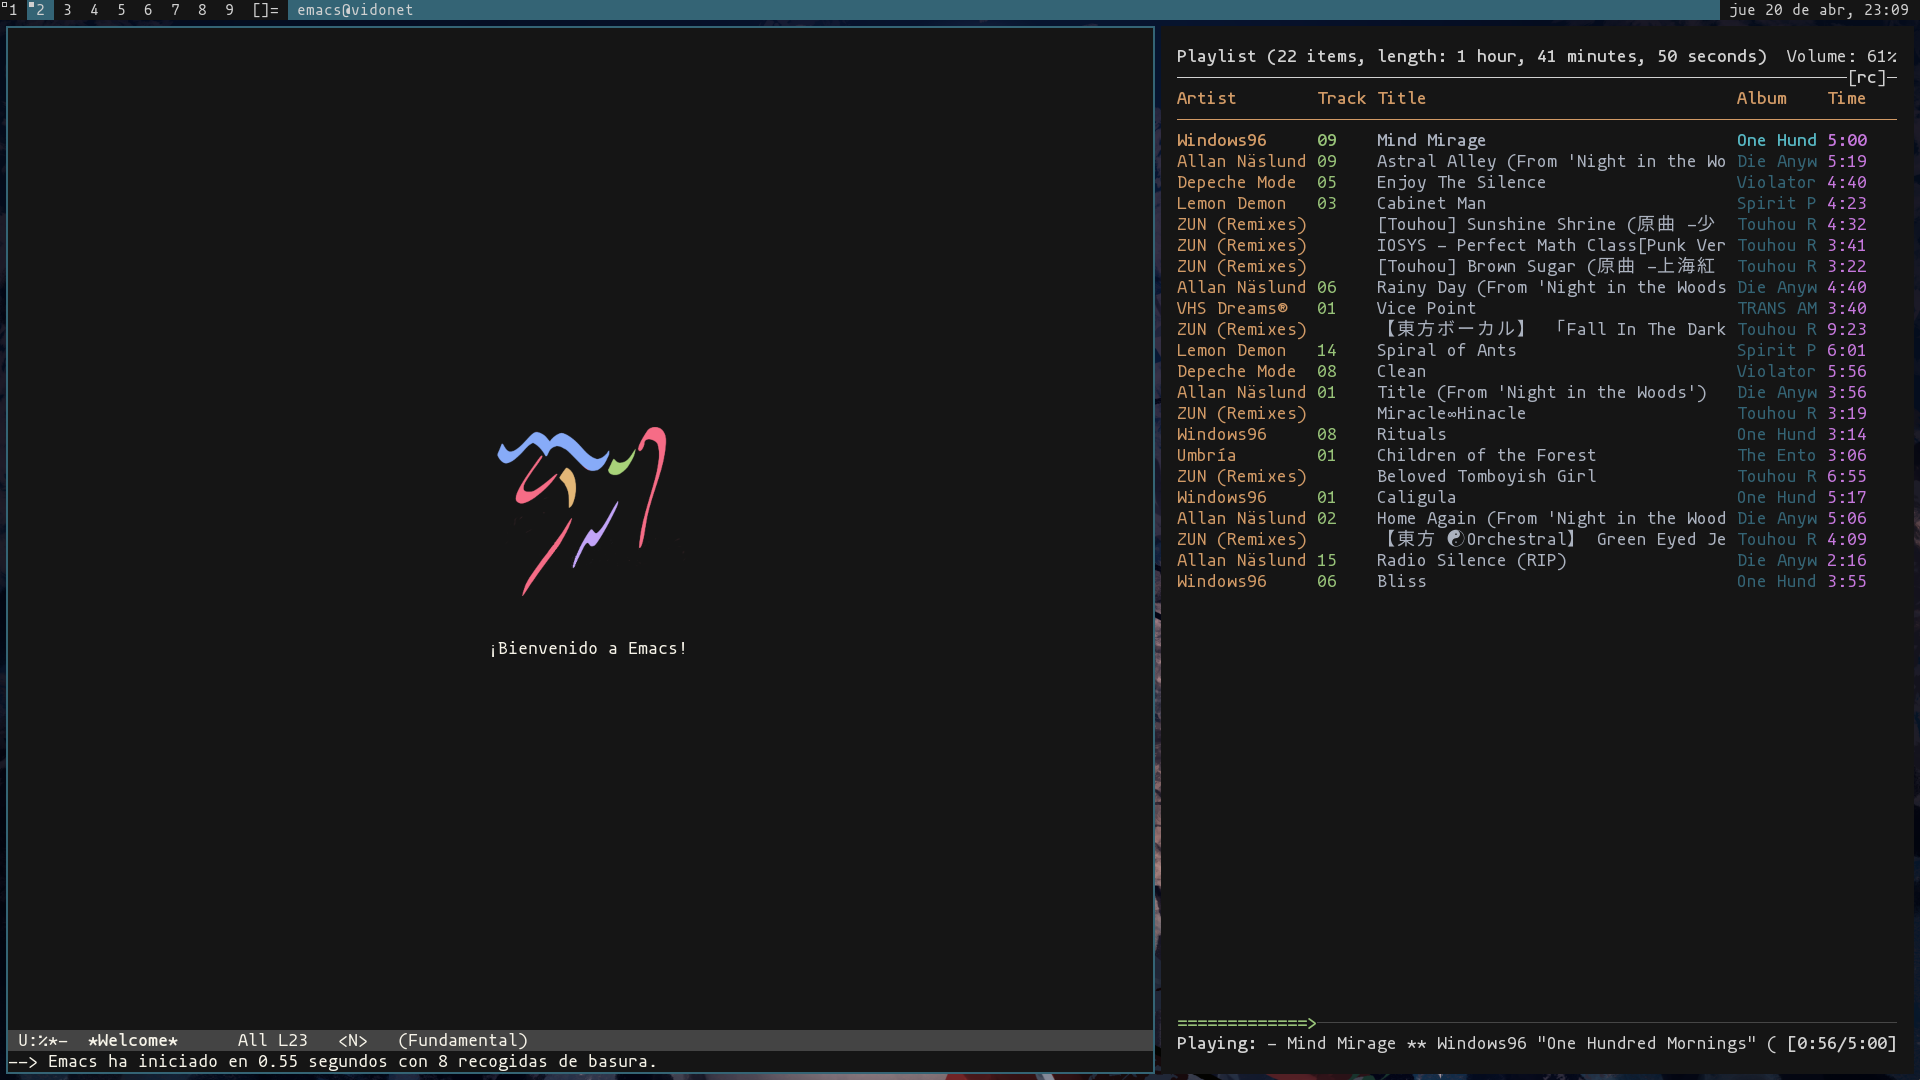 1 2 3 4 5 6 7 8 9 []= emacs@vidonet jue 20 de abr, 23:09
¡Bienvenido a Emacs!
U:%*- *Welcome* All L23 <N> (Fundamental)
--> Emacs ha iniciado en 0.55 segundos con 8 recogidas de basura.
Playlist (22 items, length: 1 hour, 41 minutes, 50 seconds) Volume: 61%
[rc]
Artist Track Title Album Time
Windows96 09 Mind Mirage One Hund 5:00
Allan Näslund 09 Astral Alley (From 'Night in the Wo Die Anyw 5:19
Depeche Mode 05 Enjoy The Silence Violator 4:40
Lemon Demon 03 Cabinet Man Spirit P 4:23
ZUN (Remixes) [Touhou] Sunshine Shrine (原曲 -少 Touhou R 4:32
ZUN (Remixes) IOSYS - Perfect Math Class[Punk Ver Touhou R 3:41
ZUN (Remixes) [Touhou] Brown Sugar (原曲 -上海紅 Touhou R 3:22
Allan Näslund 06 Rainy Day (From 'Night in the Woods Die Anyw 4:40
VHS Dreams® 01 Vice Point TRANS AM 3:40
ZUN (Remixes) 【東方ボーカル】 「Fall In The Dark Touhou R 9:23
Lemon Demon 14 Spiral of Ants Spirit P 6:01
Depeche Mode 08 Clean Violator 5:56
Allan Näslund 01 Title (From 'Night in the Woods') Die Anyw 3:56
ZUN (Remixes) Miracle∞Hinacle Touhou R 3:19
Windows96 08 Rituals One Hund 3:14
Umbría 01 Children of the Forest The Ento 3:06
ZUN (Remixes) Beloved Tomboyish Girl Touhou R 6:55
Windows96 01 Caligula One Hund 5:17
Allan Näslund 02 Home Again (From 'Night in the Wood Die Anyw 5:06
ZUN (Remixes) 【東方 ☯Orchestral】 Green Eyed Je Touhou R 4:09
Allan Näslund 15 Radio Silence (RIP) Die Anyw 2:16
Windows96 06 Bliss One Hund 3:55
=============>
Playing: - Mind Mirage ** Windows96 "One Hundred Mornings" ( [0:56/5:00]